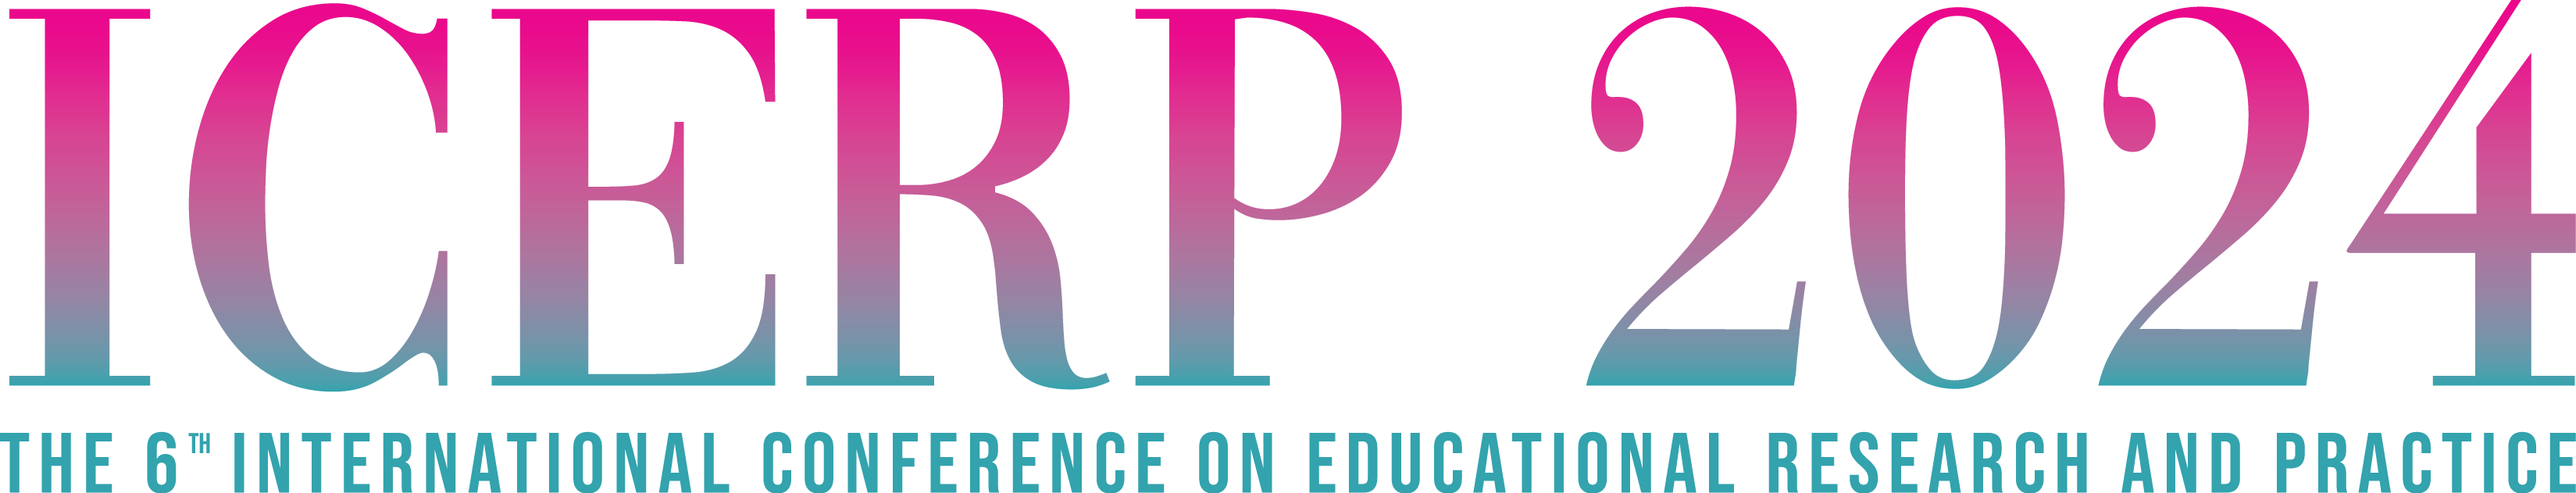 ICERP 2024
THE 6TH INTERNATIONAL CONFERENCE ON EDUCATIONAL RESEARCH AND PRACTICE